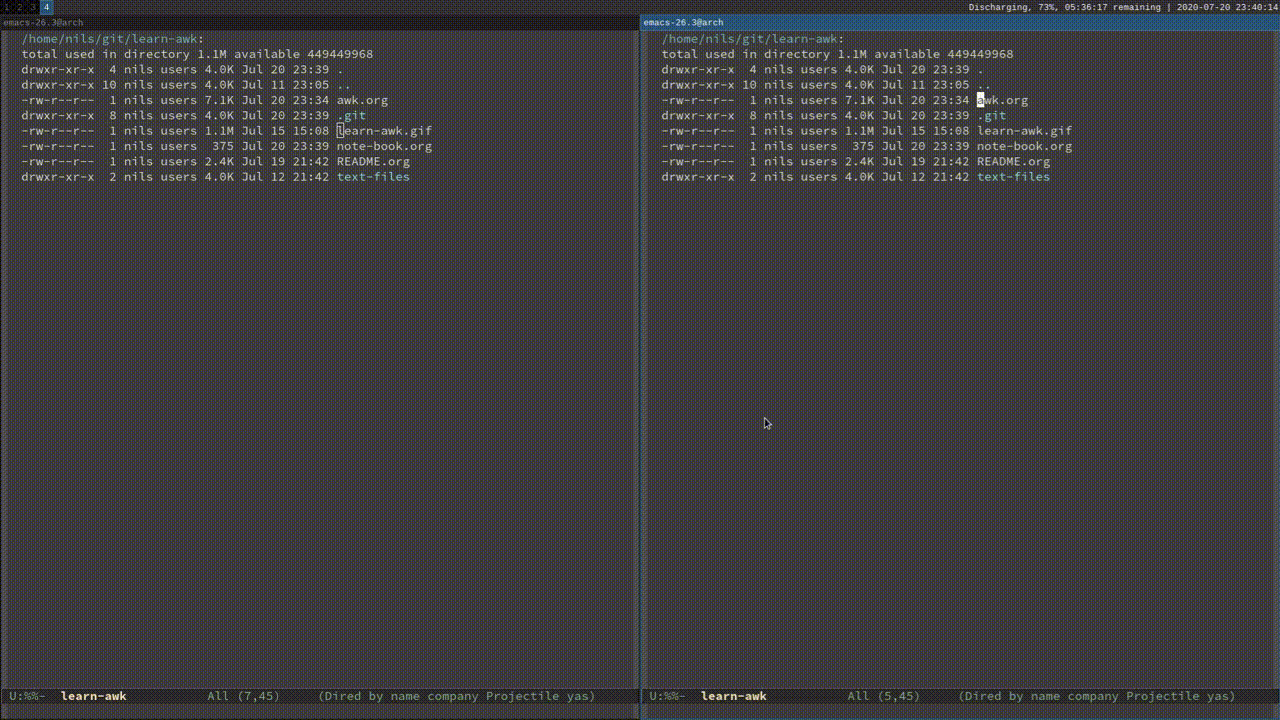 1 2 3 4
Discharging, 73%, 05:36:17 remaining | 2020-07-20 23:40:14
emacs-26.3@arch
/home/nils/git/learn-awk:
total used in directory 1.1M available 449449968
drwxr-xr-x  4 nils users 4.0K Jul 20 23:39 .
drwxr-xr-x 10 nils users 4.0K Jul 11 23:05 ..
-rw-r--r--  1 nils users 7.1K Jul 20 23:34 awk.org
drwxr-xr-x  8 nils users 4.0K Jul 20 23:39 .git
-rw-r--r--  1 nils users 1.1M Jul 15 15:08 learn-awk.gif
-rw-r--r--  1 nils users  375 Jul 20 23:39 note-book.org
-rw-r--r--  1 nils users 2.4K Jul 19 21:42 README.org
drwxr-xr-x  2 nils users 4.0K Jul 12 21:42 text-files
U:%%-  learn-awk           All (7,45)     (Dired by name company Projectile yas)
emacs-26.3@arch
/home/nils/git/learn-awk:
total used in directory 1.1M available 449449968
drwxr-xr-x  4 nils users 4.0K Jul 20 23:39 .
drwxr-xr-x 10 nils users 4.0K Jul 11 23:05 ..
-rw-r--r--  1 nils users 7.1K Jul 20 23:34 awk.org
drwxr-xr-x  8 nils users 4.0K Jul 20 23:39 .git
-rw-r--r--  1 nils users 1.1M Jul 15 15:08 learn-awk.gif
-rw-r--r--  1 nils users  375 Jul 20 23:39 note-book.org
-rw-r--r--  1 nils users 2.4K Jul 19 21:42 README.org
drwxr-xr-x  2 nils users 4.0K Jul 12 21:42 text-files
U:%%-  learn-awk           All (5,45)     (Dired by name company Projectile yas)